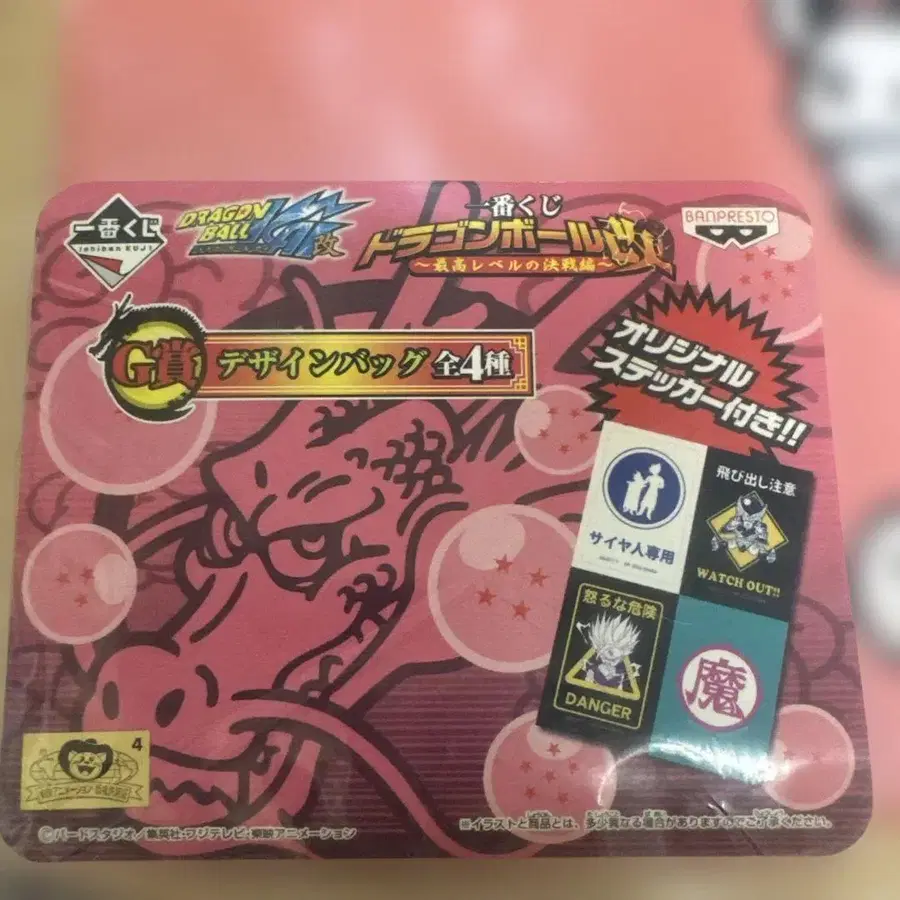 一番くじ
Ichiban KUJI
DRAGON
BALL
KAI
改
一番くじ
ドラゴンボール改
～最高レベルの決戦編～
BANPRESTO
G賞
デザインバッグ 全4種
オリジナル
ステッカー付き!!
サイヤ人専用
飛び出し注意
WATCH OUT!!
怒るな危険
DANGER
魔
4
©バードスタジオ/集英社・フジテレビ・東映アニメーション
※イラストと賞品とは、多少異なる場合がありますのでご了承ください。